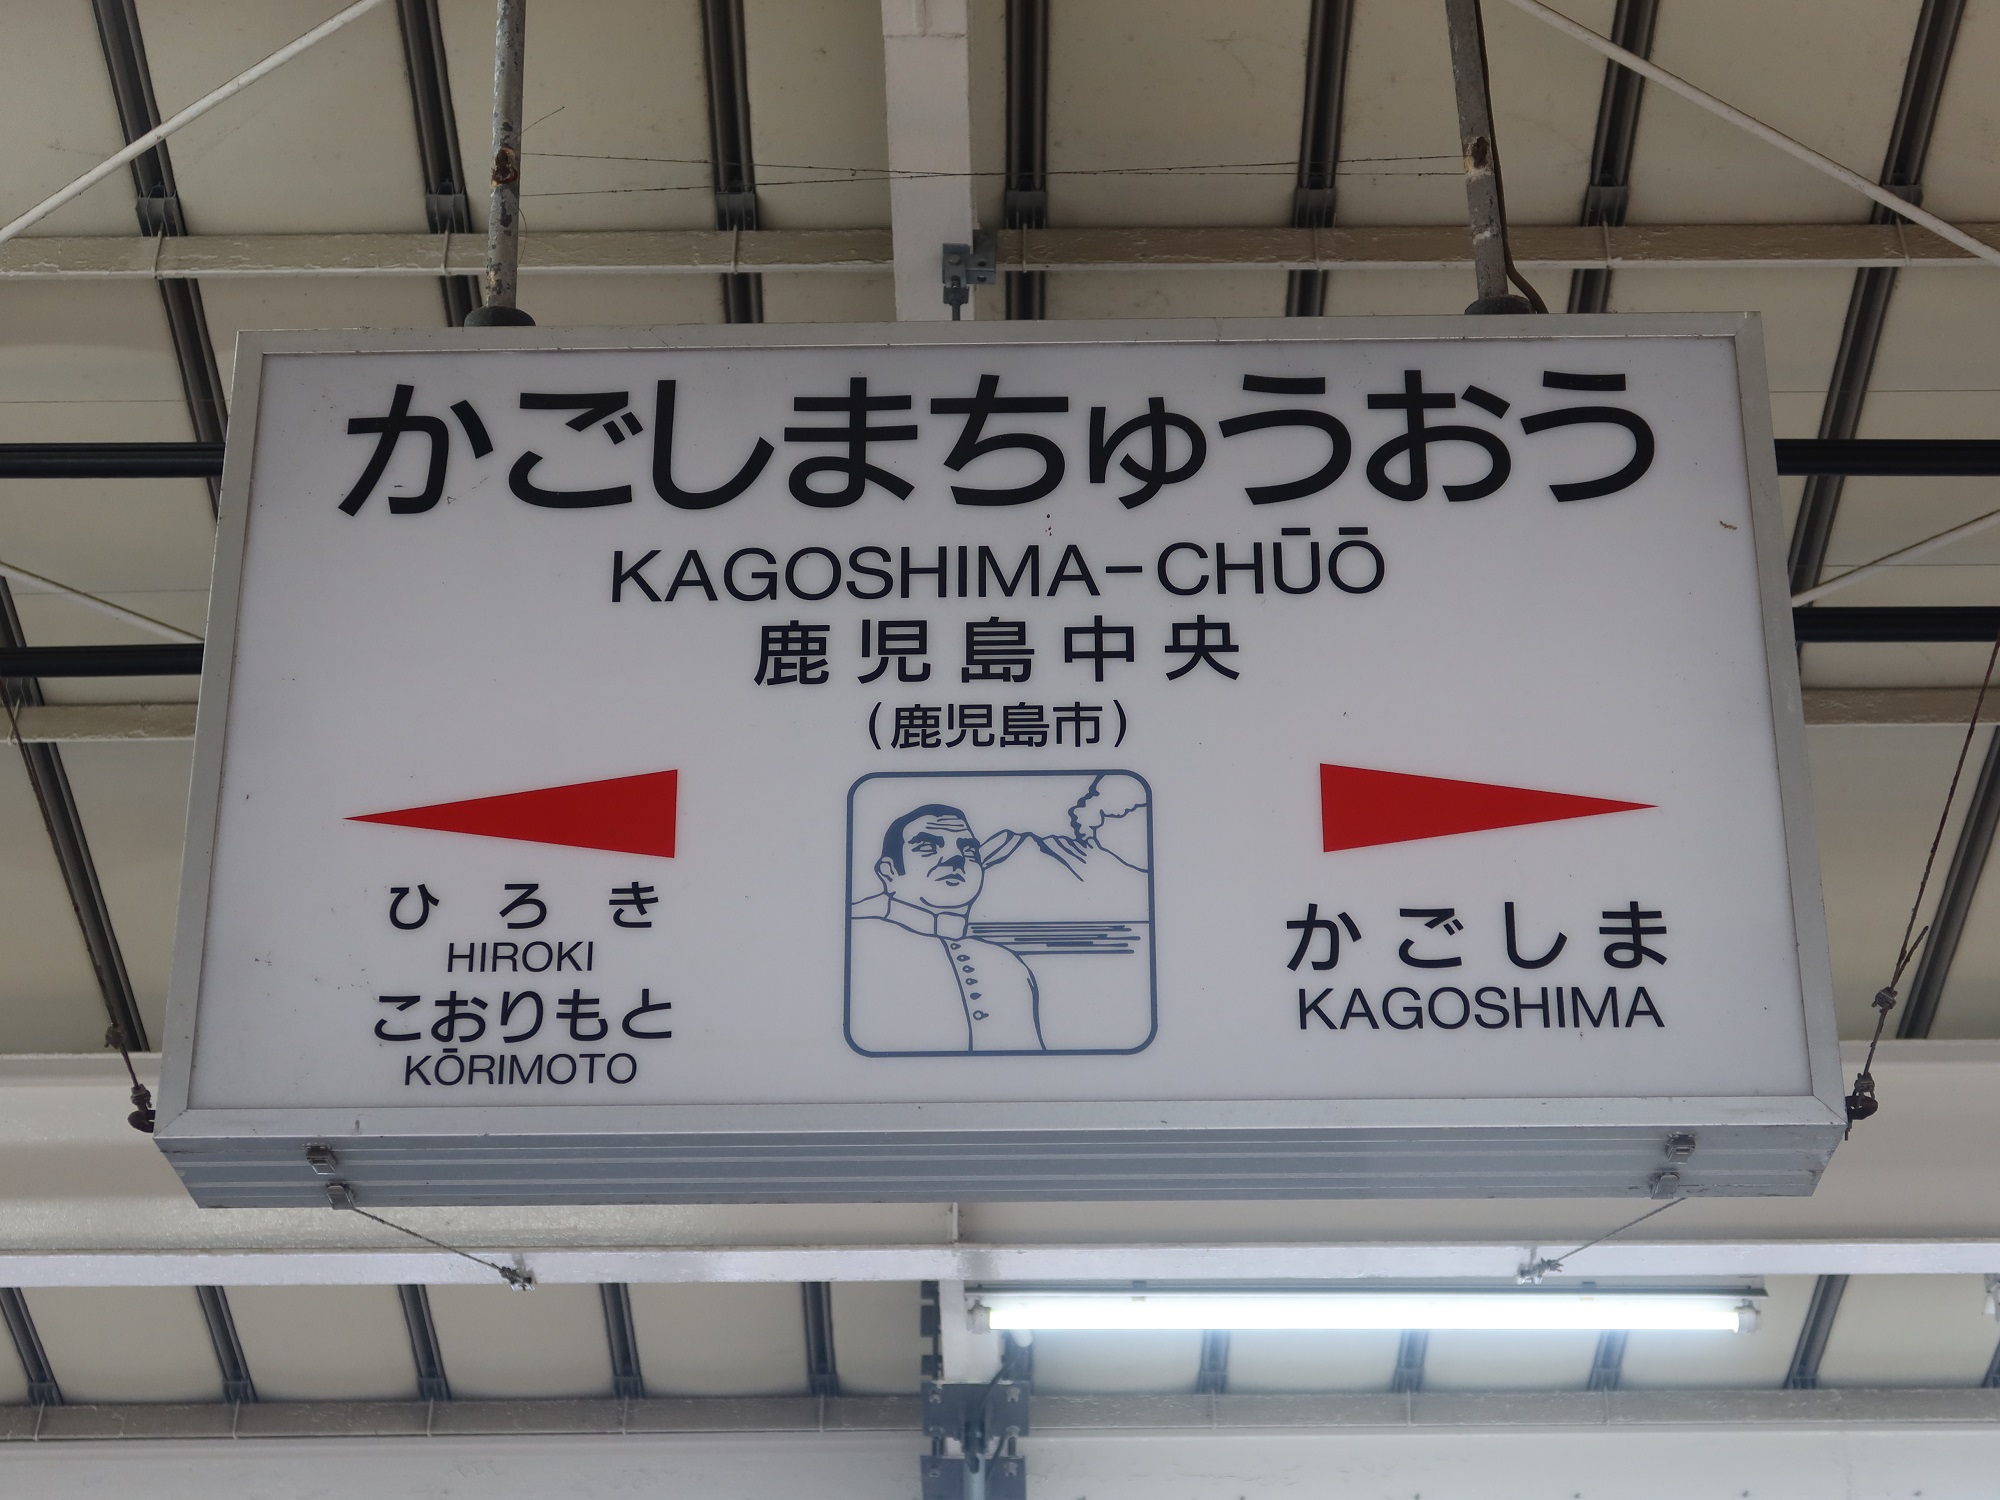 かごしまちゅうおう
KAGOSHIMA-CHŪŌ
鹿児島中央
(鹿児島市)
ひろき
HIROKI
こおりもと
KŌRIMOTO
かごしま
KAGOSHIMA